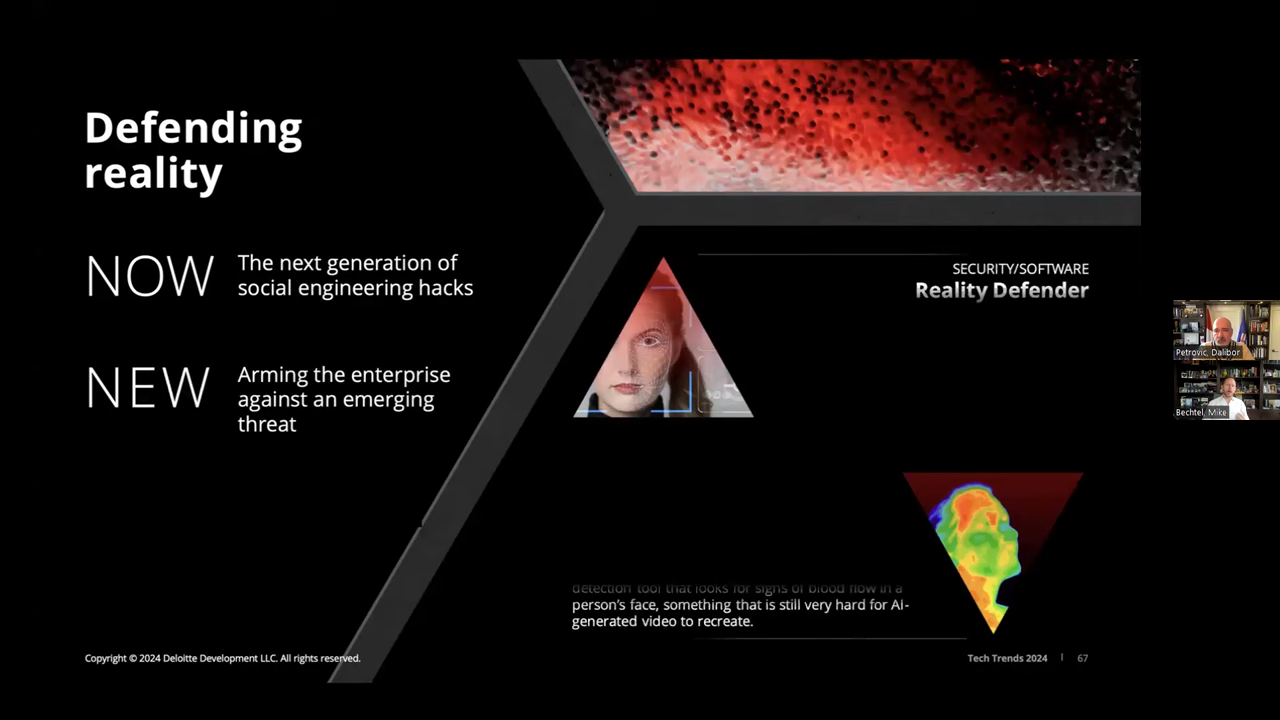 Defending
reality
NOW
The next generation of
social engineering hacks
NEW
Arming the enterprise
against an emerging
threat
SECURITY/SOFTWARE
Reality Defender
detection tool that looks for signs of blood flow in a
person's face, something that is still very hard for AI-
generated video to recreate.
Copyright © 2024 Deloitte Development LLC. All rights reserved.
Tech Trends 2024 | 67
Petrovic, Dalibor
Bechtel, Mike